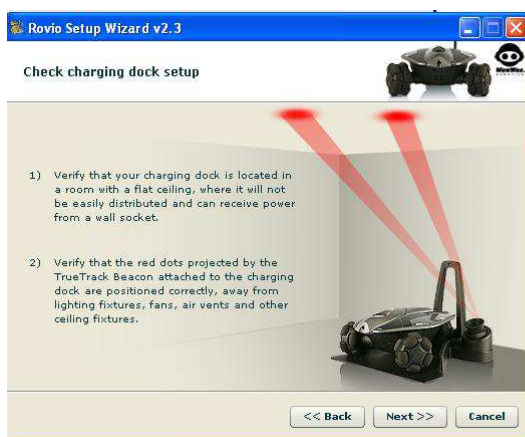 Rovio Setup Wizard v2.3
Check charging dock setup
WowWee
1) Verify that your charging dock is located in
a room with a flat ceiling, where it will not
be easily distributed and can receive power
from a wall socket.
2) Verify that the red dots projected by the
TrueTrack Beacon attached to the charging
dock are positioned correctly, away from
lighting fixtures, fans, air vents and other
ceiling fixtures.
<< Back Next >> Cancel